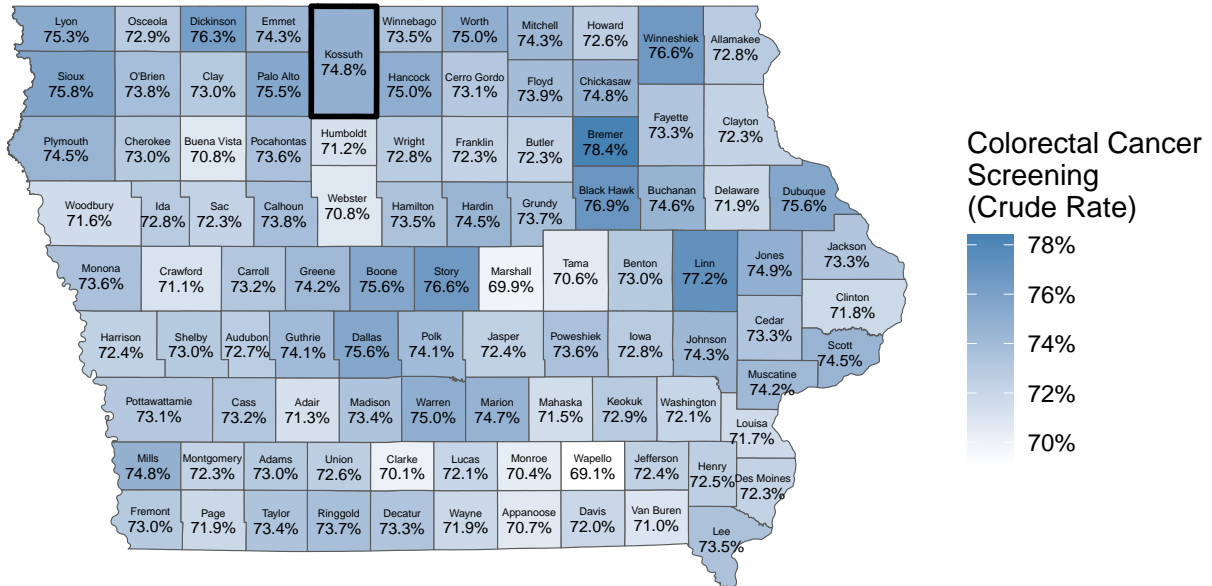 Lyon
75.3%
Osceola
72.9%
Dickinson
76.3%
Emmet
74.3%
Kossuth
74.8%
Winnebago
73.5%
Worth
75.0%
Mitchell
74.3%
Howard
72.6%
Winneshiek
76.6%
Allamakee
72.8%
Sioux
75.8%
O'Brien
73.8%
Clay
73.0%
Palo Alto
75.5%
Hancock
75.0%
Cerro Gordo
73.1%
Floyd
73.9%
Chickasaw
74.8%
Fayette
73.3%
Clayton
72.3%
Plymouth
74.5%
Cherokee
73.0%
Buena Vista
70.8%
Pocahontas
73.6%
Humboldt
71.2%
Wright
72.8%
Franklin
72.3%
Butler
72.3%
Bremer
78.4%
Woodbury
71.6%
Ida
72.8%
Sac
72.3%
Calhoun
73.8%
Webster
70.8%
Hamilton
73.5%
Hardin
74.5%
Grundy
73.7%
Black Hawk
76.9%
Buchanan
74.6%
Delaware
71.9%
Dubuque
75.6%
Monona
73.6%
Crawford
71.1%
Carroll
73.2%
Greene
74.2%
Boone
75.6%
Story
76.6%
Marshall
69.9%
Tama
70.6%
Benton
73.0%
Linn
77.2%
Jones
74.9%
Jackson
73.3%
Clinton
71.8%
Harrison
72.4%
Shelby
73.0%
Audubon
72.7%
Guthrie
74.1%
Dallas
75.6%
Polk
74.1%
Jasper
72.4%
Poweshiek
73.6%
Iowa
72.8%
Johnson
74.3%
Cedar
73.3%
Scott
74.5%
Muscatine
74.2%
Pottawattamie
73.1%
Cass
73.2%
Adair
71.3%
Madison
73.4%
Warren
75.0%
Marion
74.7%
Mahaska
71.5%
Keokuk
72.9%
Washington
72.1%
Louisa
71.7%
Mills
74.8%
Montgomery
72.3%
Adams
73.0%
Union
72.6%
Clarke
70.1%
Lucas
72.1%
Monroe
70.4%
Wapello
69.1%
Jefferson
72.4%
Henry
72.5%
Des Moines
72.3%
Fremont
73.0%
Page
71.9%
Taylor
73.4%
Ringgold
73.7%
Decatur
73.3%
Wayne
71.9%
Appanoose
70.7%
Davis
72.0%
Van Buren
71.0%
Lee
73.5%
Colorectal Cancer
Screening
(Crude Rate)
78%
76%
74%
72%
70%